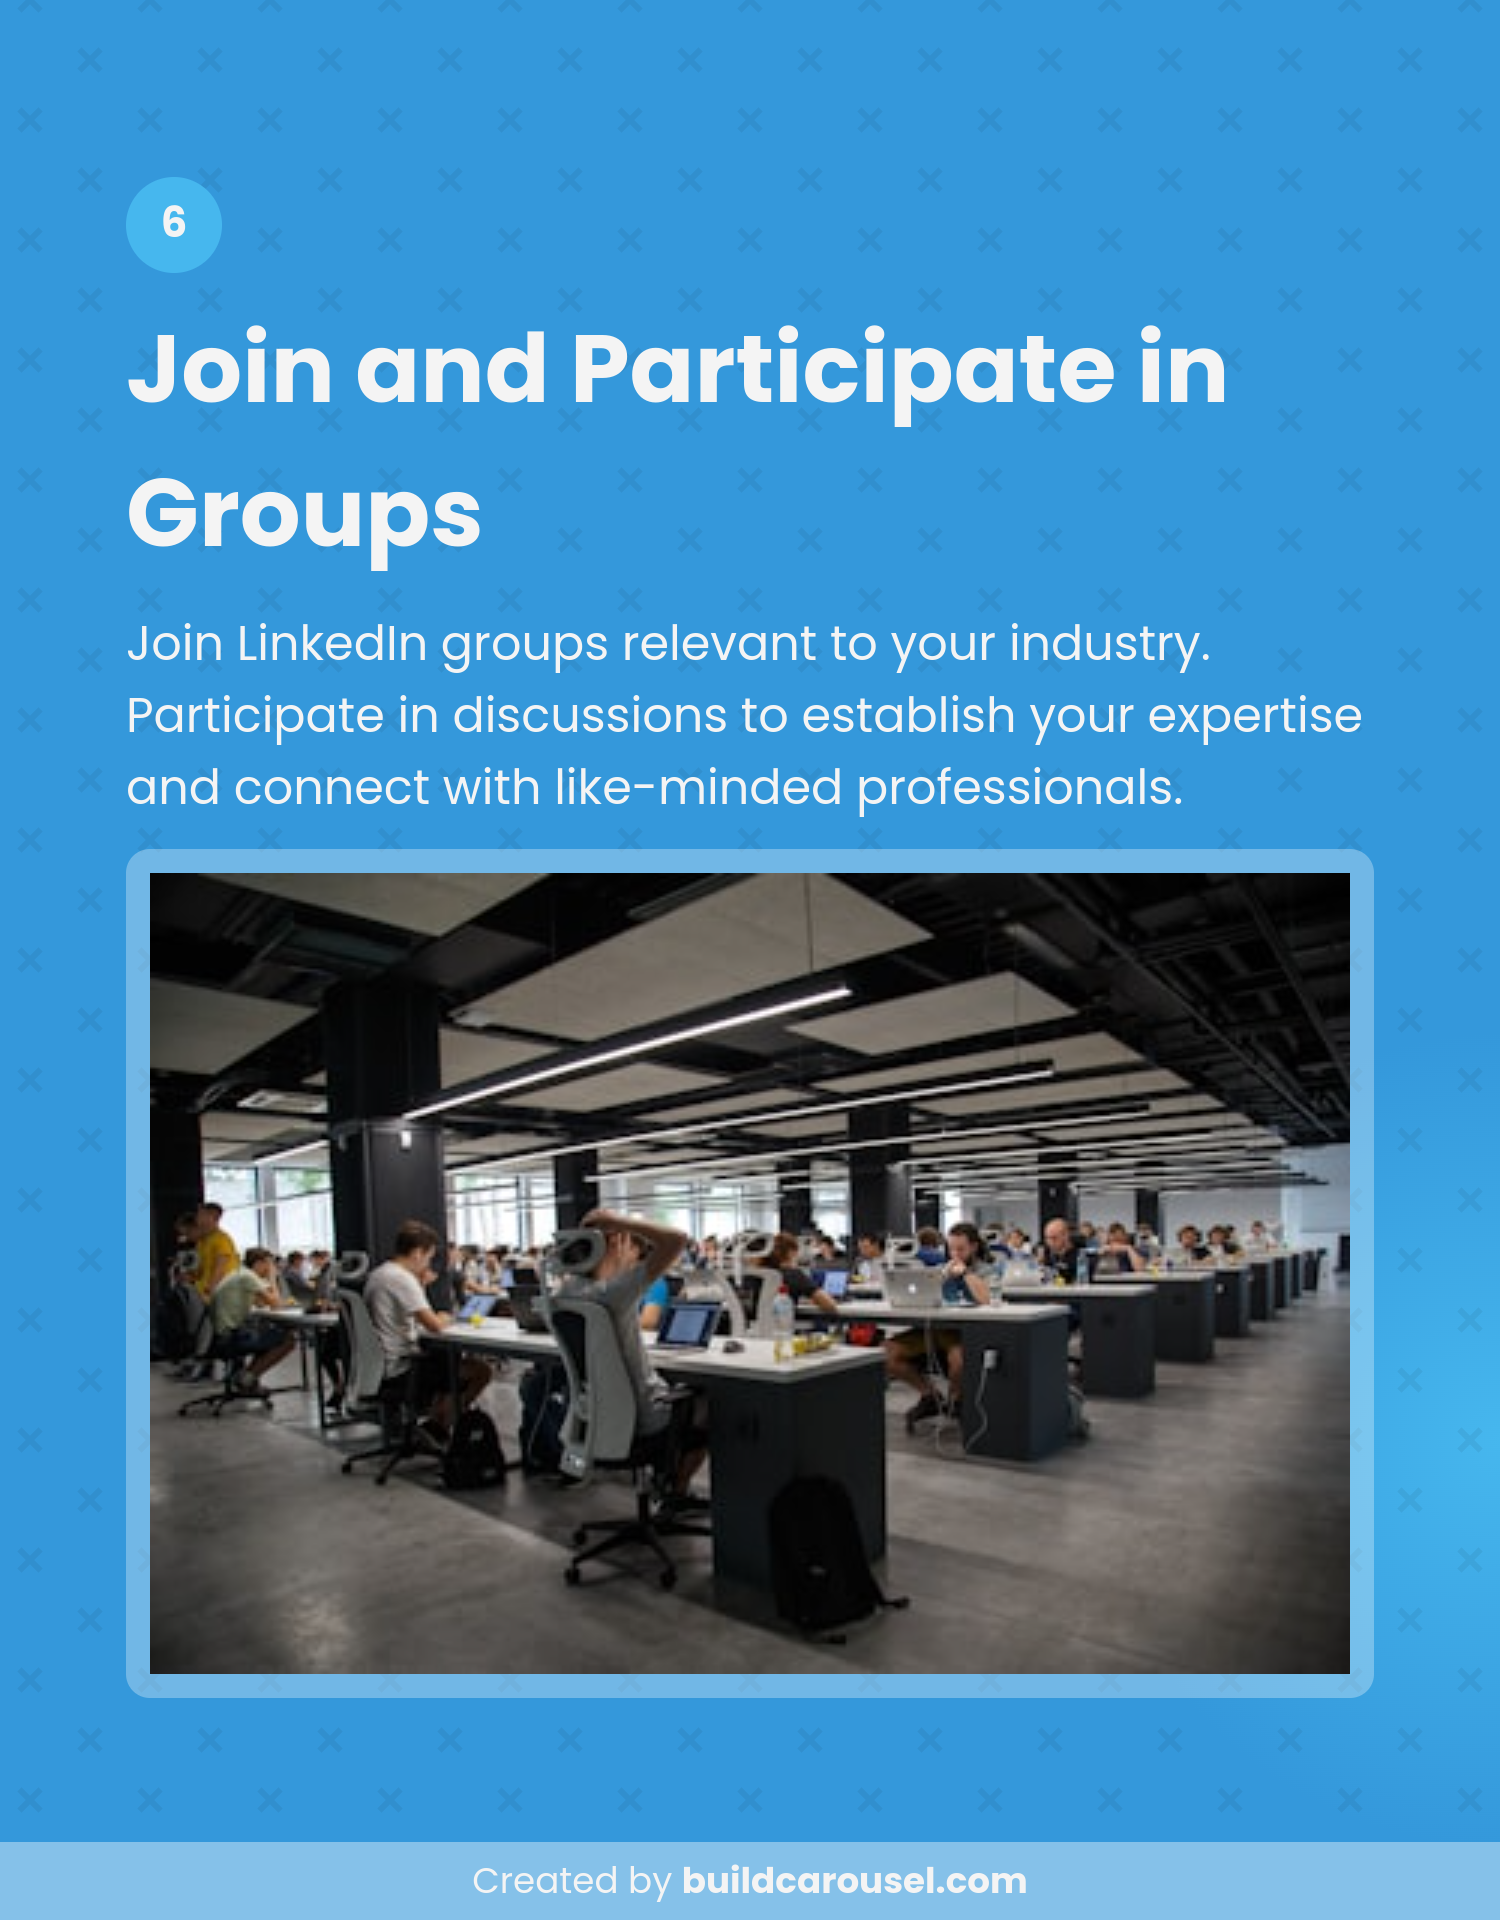 6
Join and Participate in
Groups
Join LinkedIn groups relevant to your industry.
Participate in discussions to establish your expertise
and connect with like-minded professionals.
Created by buildcarousel.com